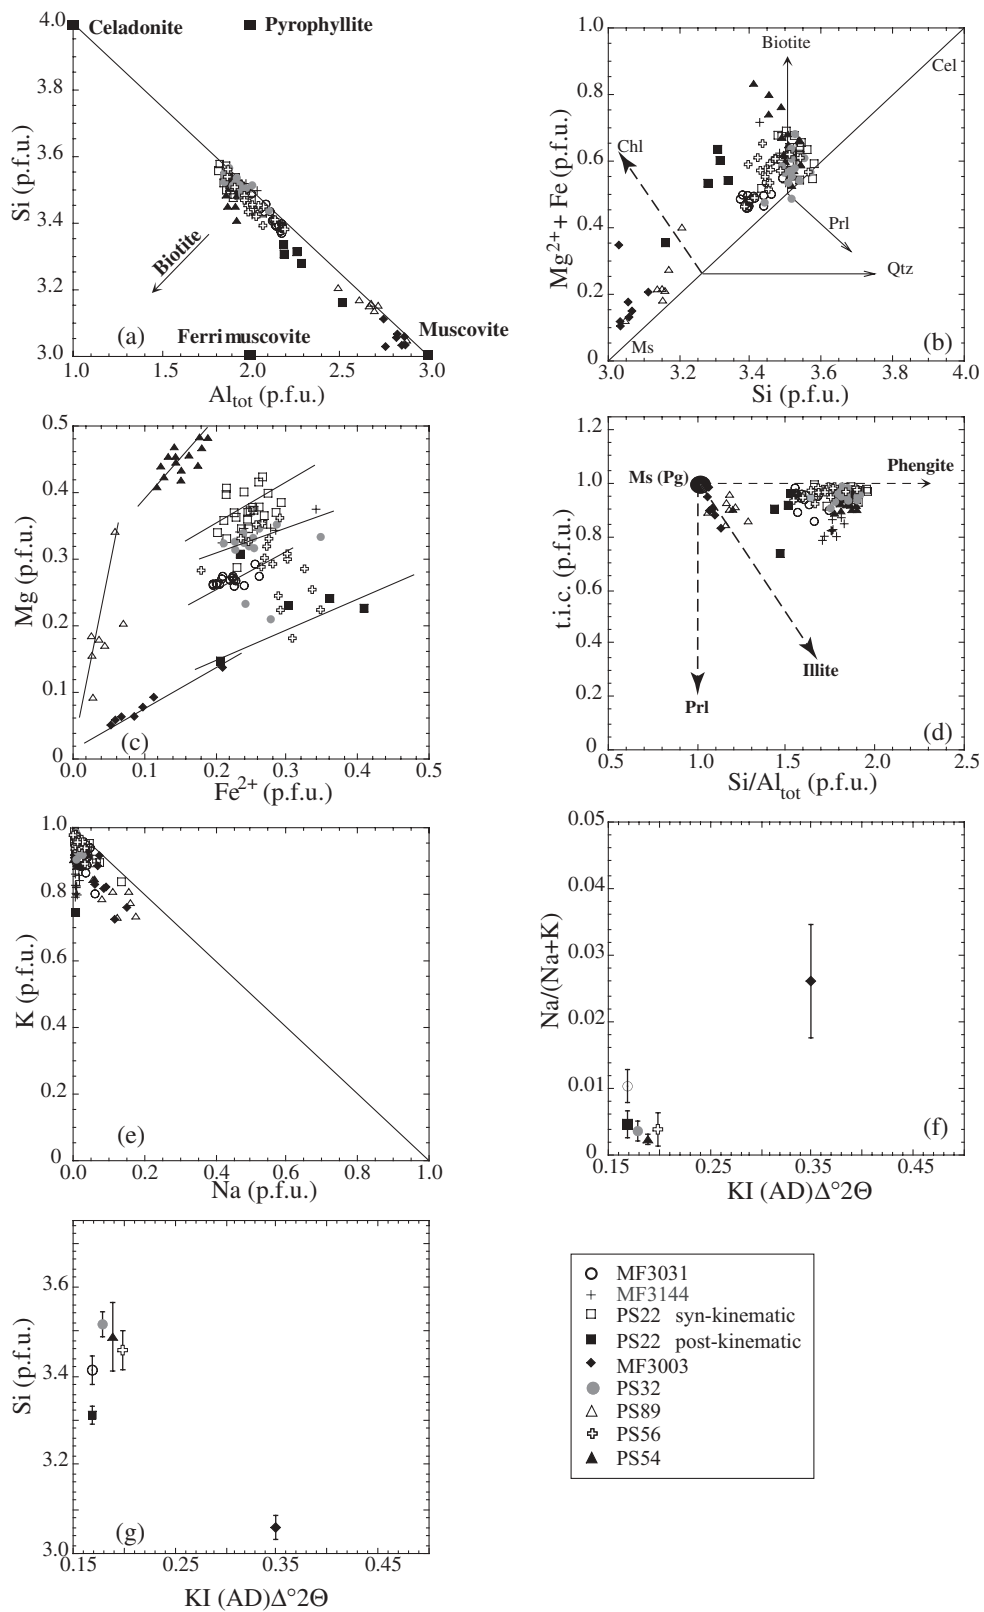 4.0
Celadonite
Pyrophyllite
3.8
3.6
3.4
3.2
3.0
Si (p.f.u.)
Biotite
(a)
Ferrimuscovite
Muscovite
1.0
1.5
2.0
2.5
3.0
Al_tot (p.f.u.)
1.0
0.8
0.6
0.4
0.2
0
Mg²⁺+ Fe (p.f.u.)
Biotite
Cel
Chl
Prl
Qtz
Ms
(b)
3.0
3.2
3.4
3.6
3.8
4.0
Si (p.f.u.)
0.5
0.4
0.3
0.2
0.1
0
Mg (p.f.u.)
(c)
0.0
0.1
0.2
0.3
0.4
0.5
Fe²⁺ (p.f.u.)
1.2
1.0
0.8
0.6
0.4
0.2
0
t.i.c. (p.f.u.)
Ms (Pg)
Phengite
Illite
Prl
(d)
0.5
1.0
1.5
2.0
2.5
Si/Al_tot (p.f.u.)
1.0
0.8
0.6
0.4
0.2
0
K (p.f.u.)
(e)
0.0
0.2
0.4
0.6
0.8
1.0
Na (p.f.u.)
0.05
0.04
0.03
0.02
0.01
0
Na/(Na+K)
(f)
0.15
0.25
0.35
0.45
KI (AD)Δ°2Θ
3.6
3.4
3.2
3.0
Si (p.f.u.)
(g)
0.15
0.25
0.35
0.45
KI (AD)Δ°2Θ
MF3031
MF3144
PS22 syn-kinematic
PS22 post-kinematic
MF3003
PS32
PS89
PS56
PS54